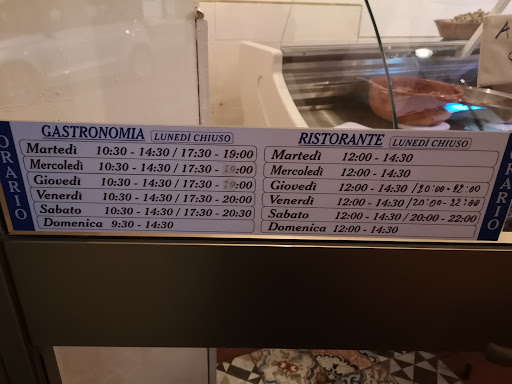 ORARIO
GASTRONOMIA LUNEDÌ CHIUSO
Martedì 10:30 - 14:30 / 17:30 - 19:00
Mercoledì 10:30 - 14:30 / 17:30 - 19:00
Giovedì 10:30 - 14:30 / 17:30 - 19:00
Venerdì 10:30 - 14:30 / 17:30 - 20:00
Sabato 10:30 - 14:30 / 17:30 - 20:30
Domenica 9:30 - 14:30
RISTORANTE LUNEDÌ CHIUSO
Martedì 12:00 - 14:30
Mercoledì 12:00 - 14:30
Giovedì 12:00 - 14:30 / 20:00 - 22:00
Venerdì 12:00 - 14:30 / 20:00 - 22:00
Sabato 12:00 - 14:30 / 20:00 - 22:00
Domenica 12:00 - 14:30
ORARIO